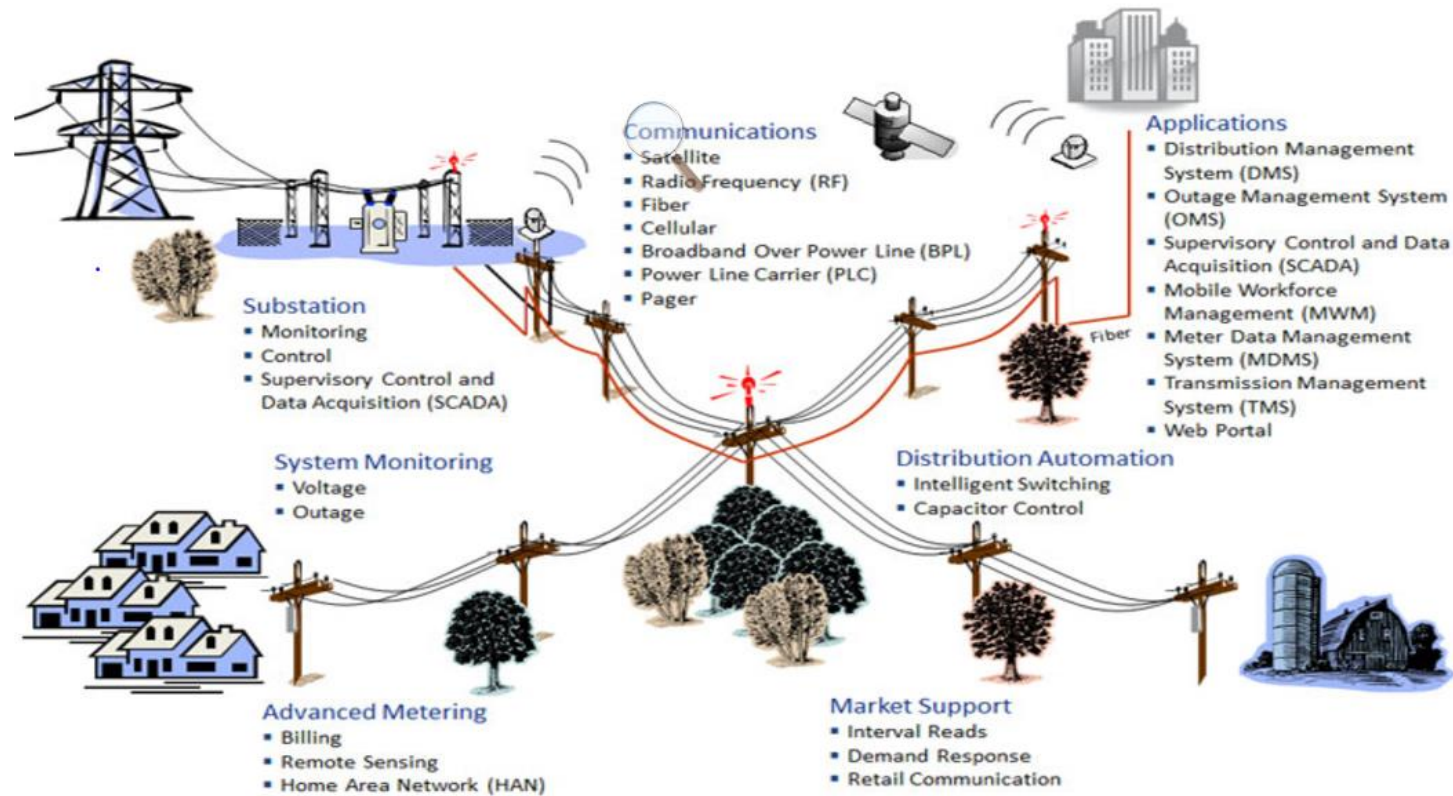 Communications
▪ Satellite
▪ Radio Frequency (RF)
▪ Fiber
▪ Cellular
▪ Broadband Over Power Line (BPL)
▪ Power Line Carrier (PLC)
▪ Pager
Applications
▪ Distribution Management
System (DMS)
▪ Outage Management System
(OMS)
▪ Supervisory Control and Data
Acquisition (SCADA)
▪ Mobile Workforce
Management (MWM)
▪ Meter Data Management
System (MDMS)
▪ Transmission Management
System (TMS)
▪ Web Portal
Substation
▪ Monitoring
▪ Control
▪ Supervisory Control and
Data Acquisition (SCADA)
Fiber
System Monitoring
▪ Voltage
▪ Outage
Distribution Automation
▪ Intelligent Switching
▪ Capacitor Control
Advanced Metering
▪ Billing
▪ Remote Sensing
▪ Home Area Network (HAN)
Market Support
▪ Interval Reads
▪ Demand Response
▪ Retail Communication